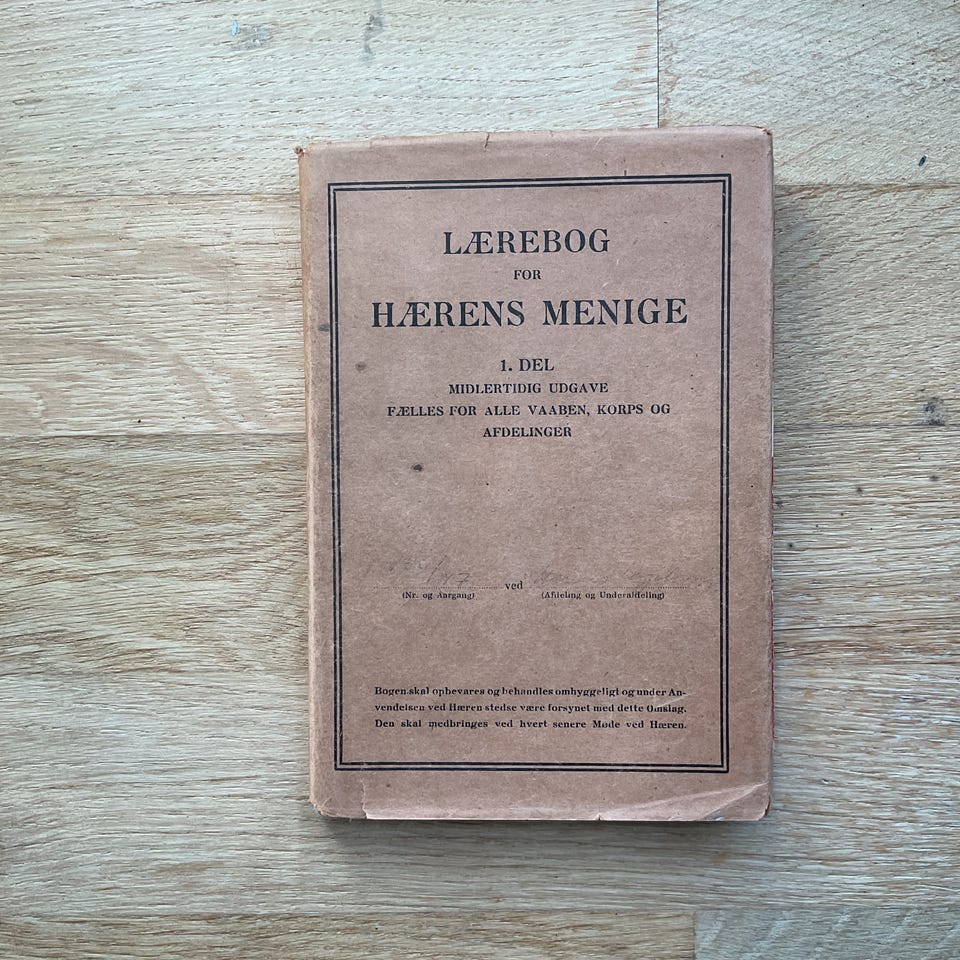 LÆREBOG
FOR
HÆRENS MENIGE
1. DEL
MIDLERTIDIG UDGAVE
FÆLLES FOR ALLE VAABEN, KORPS OG
AFDELINGER
/47 ved
(Nr. og Aargang) (Afdeling og Underafdeling)
Bogen skal opbevares og behandles omhyggeligt og under An-
vendelsen ved Hæren stedse være forsynet med dette Omslag.
Den skal medbringes ved hvert senere Møde ved Hæren.